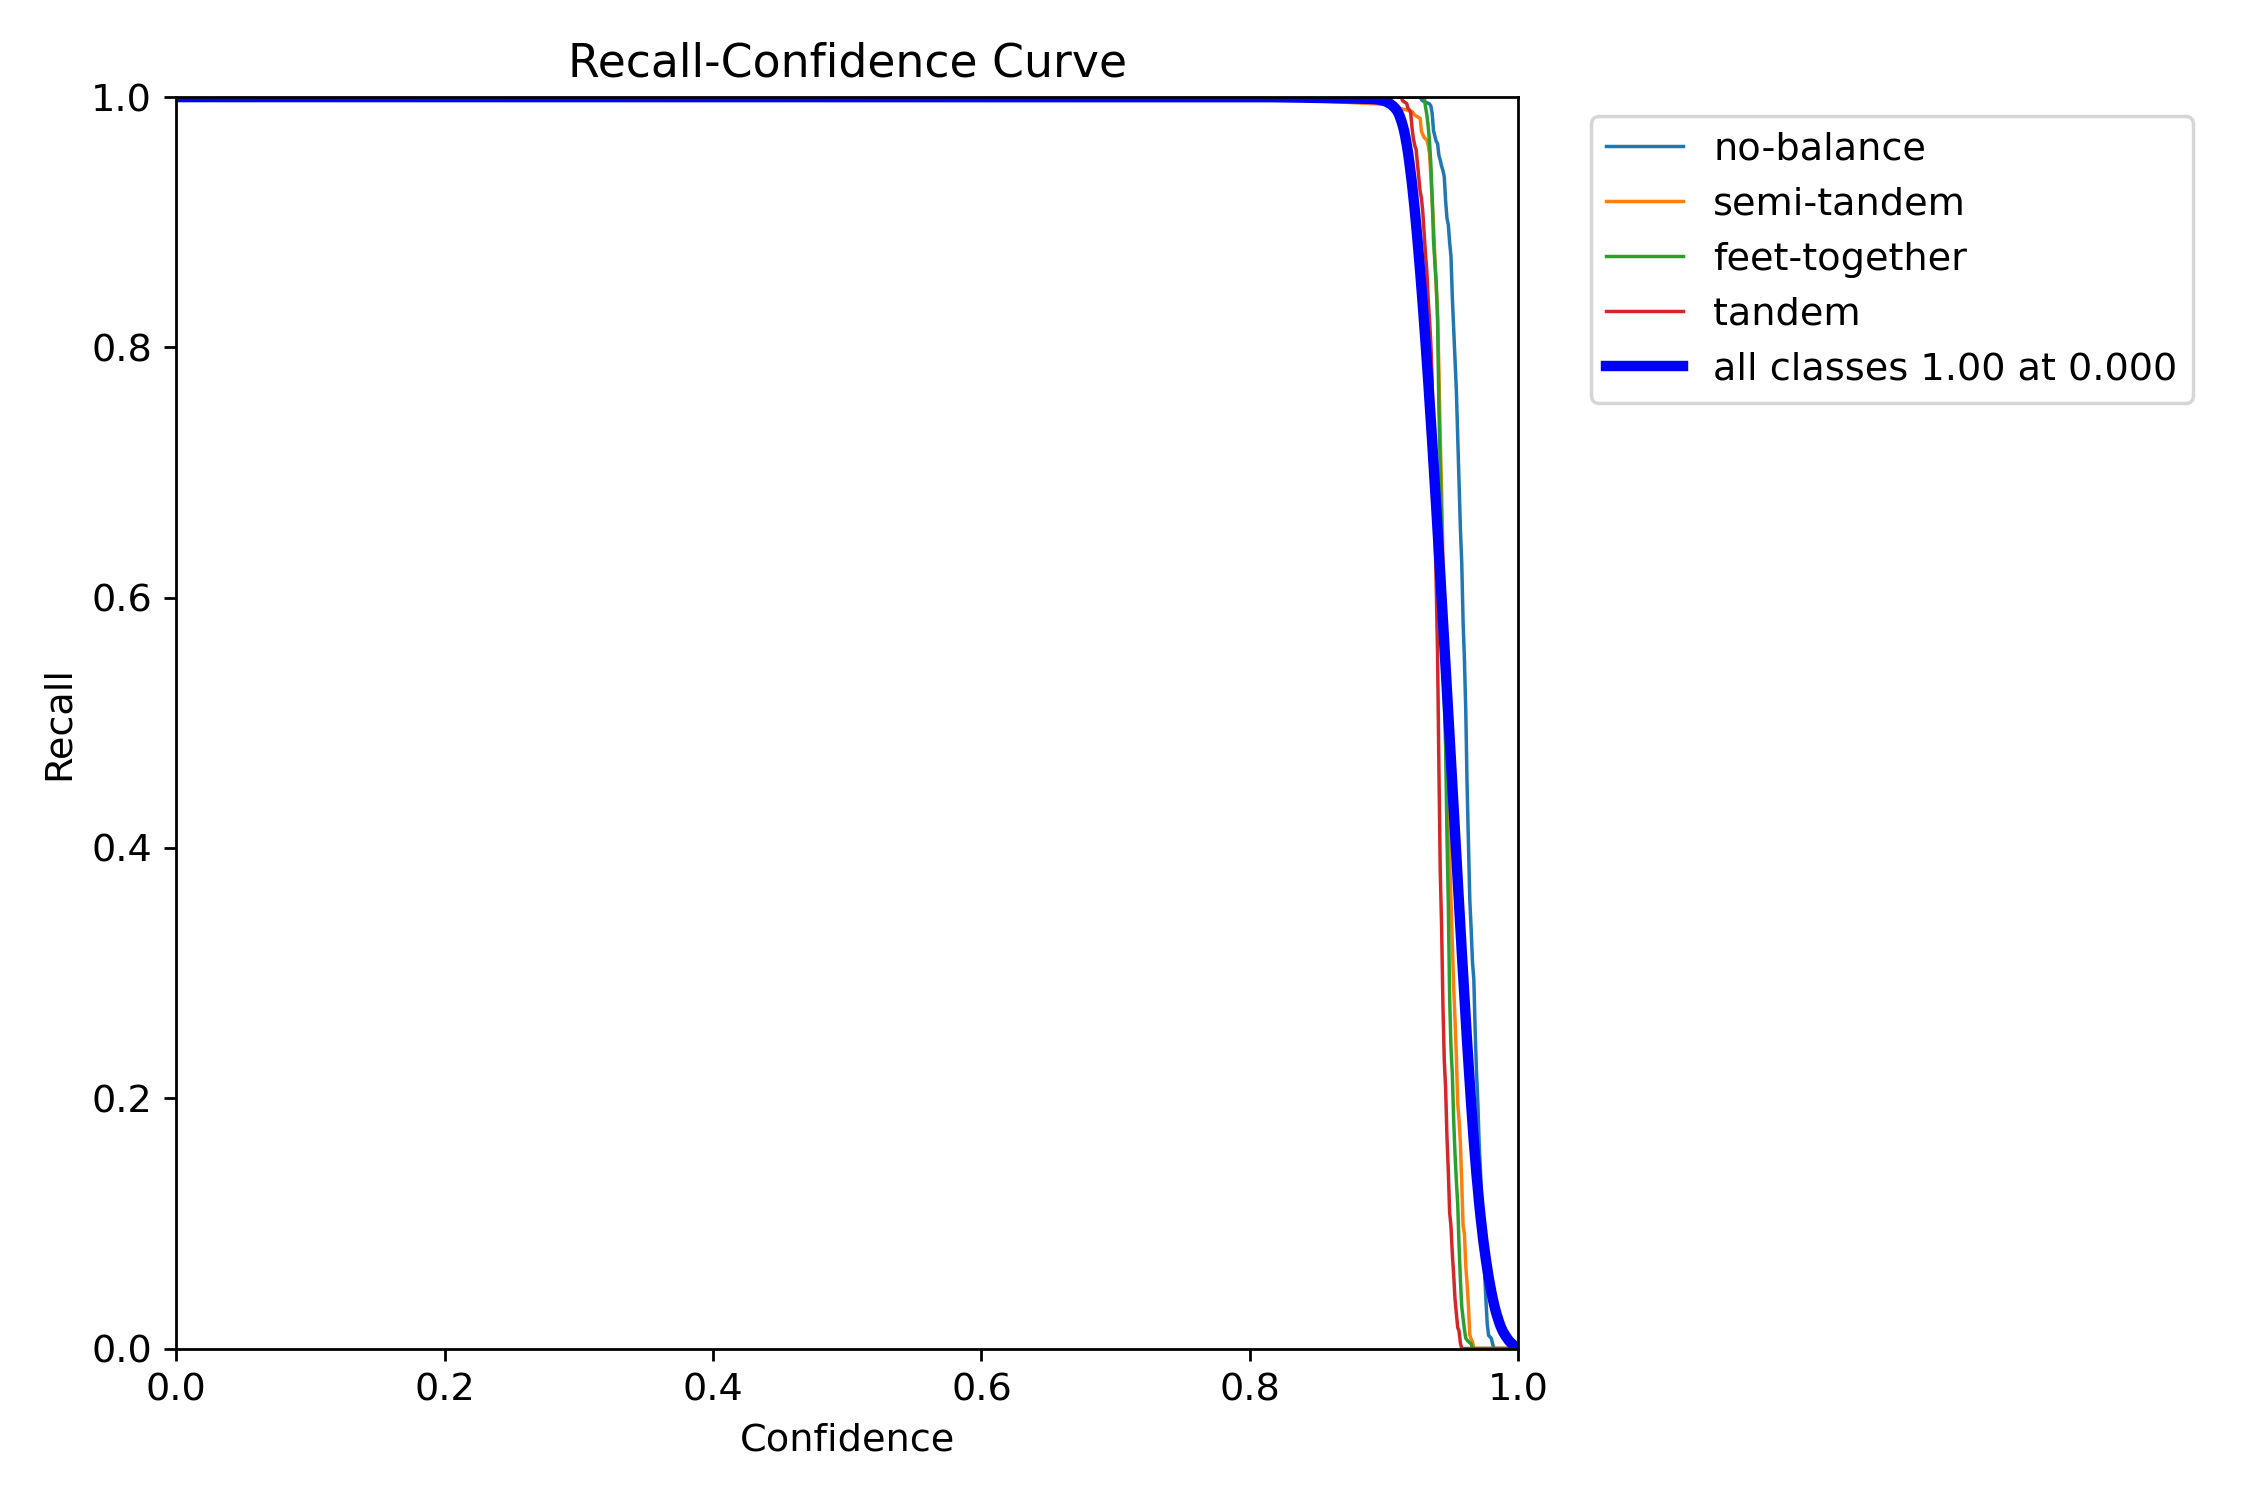 Recall-Confidence Curve
1.0
0.8
0.6
0.4
0.2
0.0
Recall
0.0 0.2 0.4 0.6 0.8 1.0
Confidence
no-balance
semi-tandem
feet-together
tandem
all classes 1.00 at 0.000